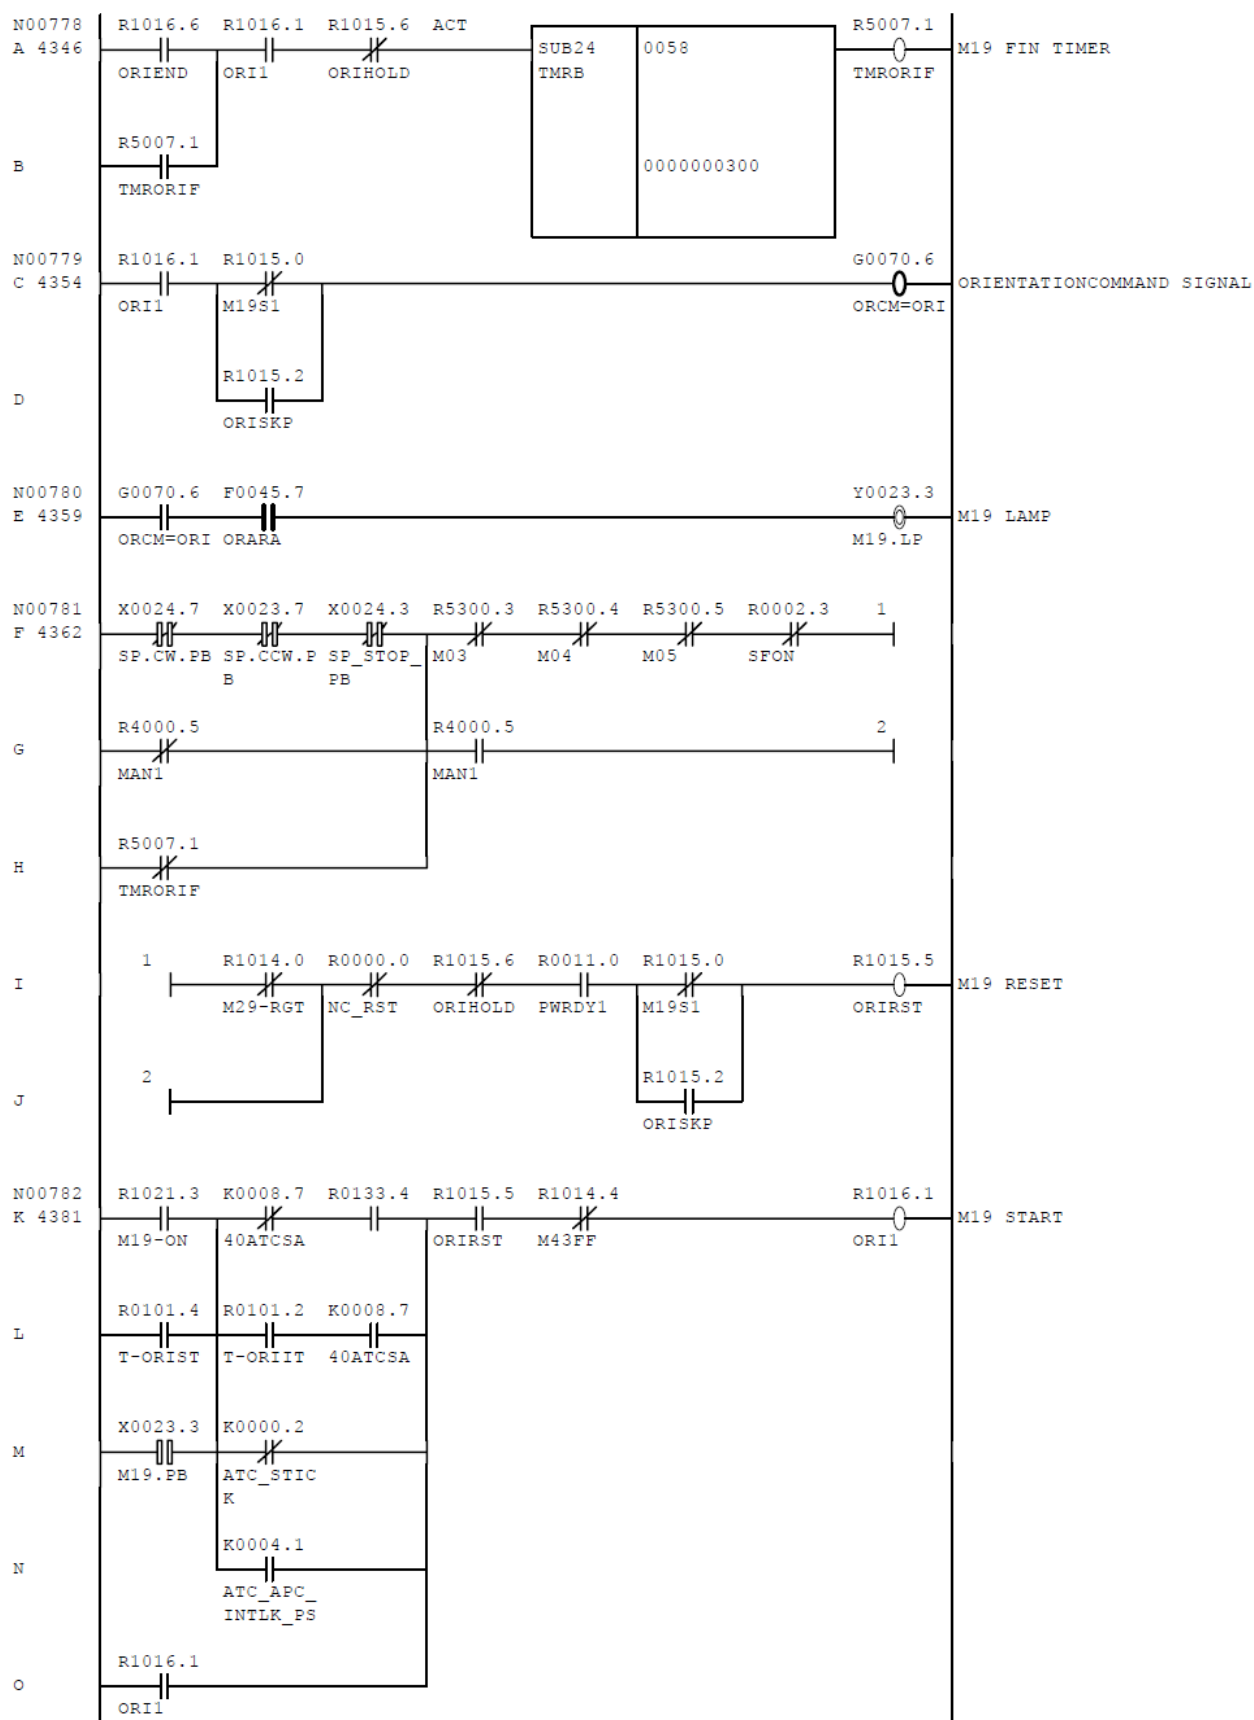 N00778 R1016.6 R1016.1 R1015.6 ACT R5007.1
A 4346 SUB24 0058 M19 FIN TIMER
ORIEND ORI1 ORIHOLD TMRB TMRORIF
R5007.1
B 0000000300
TMRORIF
N00779 R1016.1 R1015.0 G0070.6
C 4354 ORIENTATIONCOMMAND SIGNAL
ORI1 M19S1 ORCM=ORI
R1015.2
D
ORISKP
N00780 G0070.6 F0045.7 Y0023.3
E 4359 M19 LAMP
ORCM=ORI ORARA M19.LP
N00781 X0024.7 X0023.7 X0024.3 R5300.3 R5300.4 R5300.5 R0002.3 1
F 4362
SP.CW.PB SP.CCW.P SP_STOP_ M03 M04 M05 SFON
B PB
R4000.5 R4000.5 2
G
MAN1 MAN1
R5007.1
H
TMRORIF
1 R1014.0 R0000.0 R1015.6 R0011.0 R1015.0 R1015.5
I M19 RESET
M29-RGT NC_RST ORIHOLD PWRDY1 M19S1 ORIRST
2 R1015.2
J
ORISKP
N00782 R1021.3 K0008.7 R0133.4 R1015.5 R1014.4 R1016.1
K 4381 M19 START
M19-ON 40ATCSA ORIRST M43FF ORI1
R0101.4 R0101.2 K0008.7
L
T-ORIST T-ORIIT 40ATCSA
X0023.3 K0000.2
M
M19.PB ATC_STIC
K
K0004.1
N
ATC_APC_
INTLK_PS
R1016.1
O
ORI1